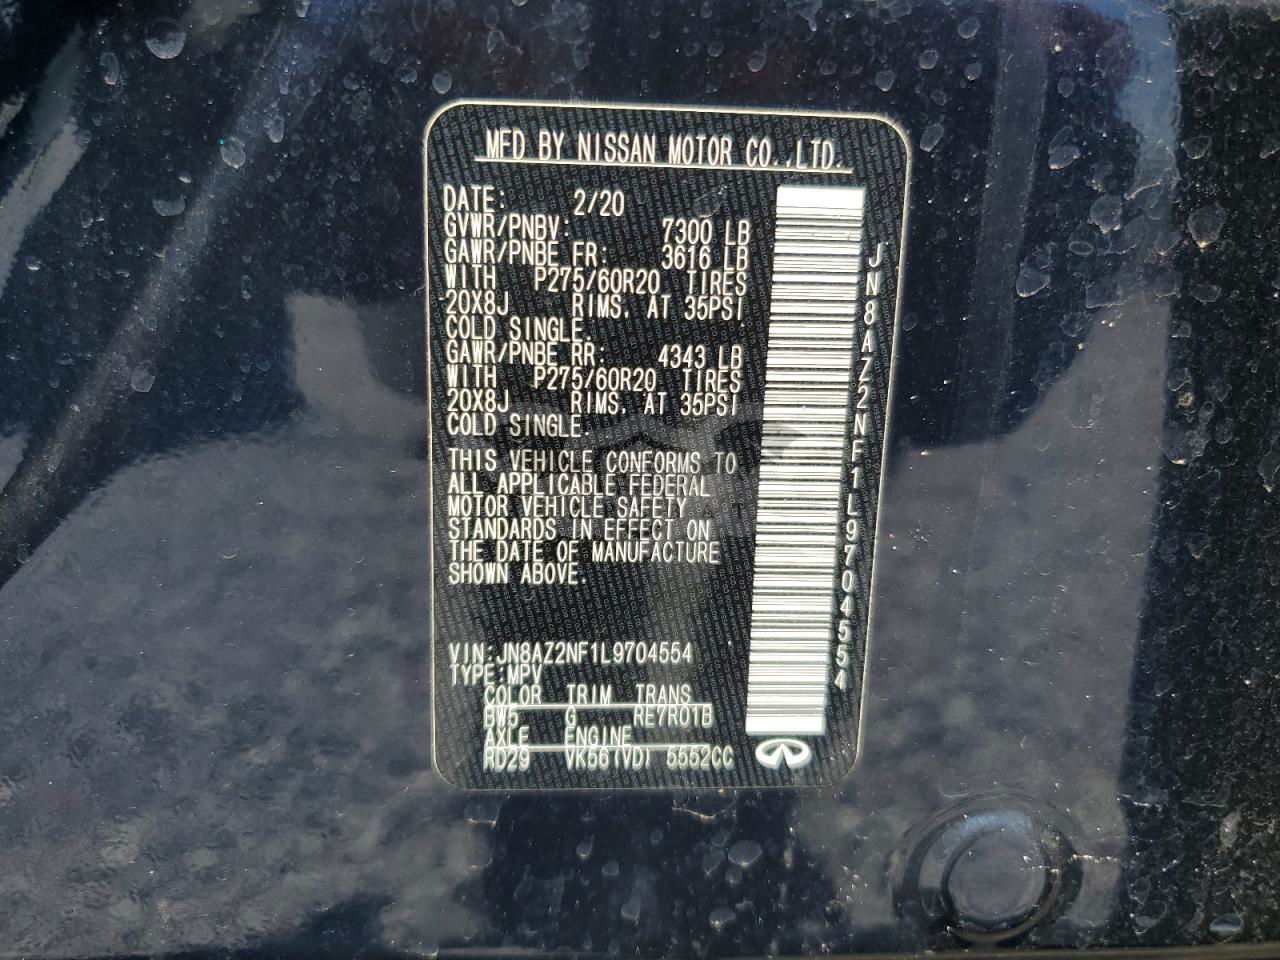 MFD BY NISSAN MOTOR CO.,LTD.
DATE: 2/20
GVWR/PNBV: 7300 LB
GAWR/PNBE FR: 3616 LB
WITH P275/60R20 TIRES
20X8J RIMS. AT 35PSI
COLD SINGLE.
GAWR/PNBE RR: 4343 LB
WITH P275/60R20 TIRES
20X8J RIMS. AT 35PSI
COLD SINGLE.
THIS VEHICLE CONFORMS TO
ALL APPLICABLE FEDERAL
MOTOR VEHICLE SAFETY
STANDARDS IN EFFECT ON
THE DATE OF MANUFACTURE
SHOWN ABOVE.
VIN:JN8AZ2NF1L9704554
TYPE:MPV
COLOR TRIM TRANS
BW5 G RE7R01B
AXLE ENGINE
RD29 VK56(VD) 5552CC
JN8AZ2NF1L9704554